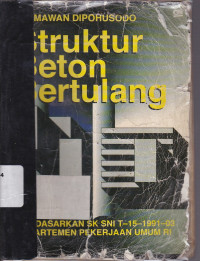 MAWAN DIPOHUSODO
Struktur
Beton
Bertulang
DASARKAN SK SNI T-15-1991-03
ARTEMEN PEKERJAAN UMUM RI